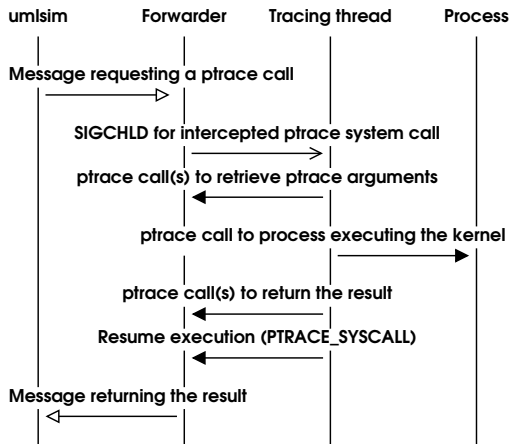 umlsim Forwarder Tracing thread Process
Message requesting a ptrace call
SIGCHLD for intercepted ptrace system call
ptrace call(s) to retrieve ptrace arguments
ptrace call to process executing the kernel
ptrace call(s) to return the result
Resume execution (PTRACE_SYSCALL)
Message returning the result